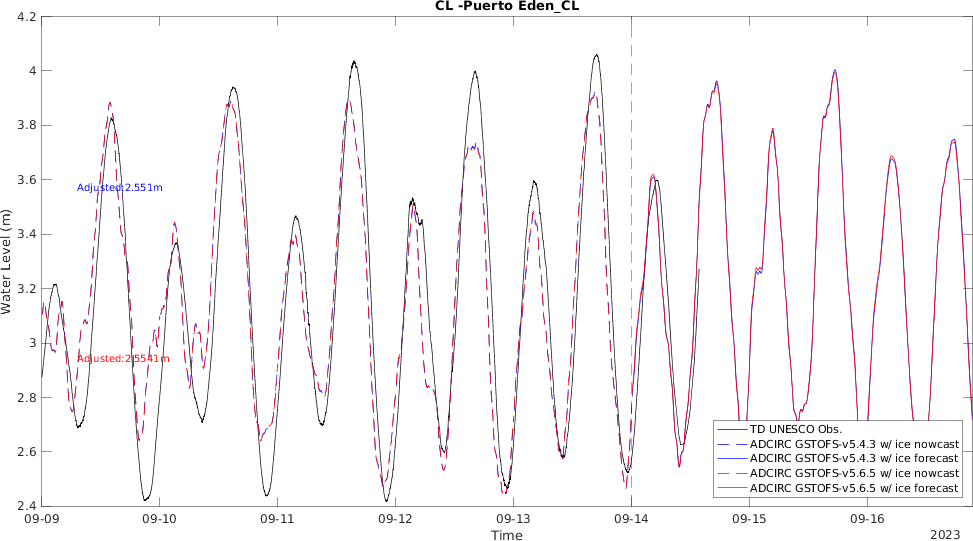 CL -Puerto Eden_CL
4.2
4
3.8
3.6
3.4
3.2
3
2.8
2.6
2.4
Water Level (m)
Adjusted:2.551m
Adjusted:2.5541m
TD UNESCO Obs.
ADCIRC GSTOFS-v5.4.3 w/ ice nowcast
ADCIRC GSTOFS-v5.4.3 w/ ice forecast
ADCIRC GSTOFS-v5.6.5 w/ ice nowcast
ADCIRC GSTOFS-v5.6.5 w/ ice forecast
09-09 09-10 09-11 09-12 09-13 09-14 09-15 09-16
Time
2023